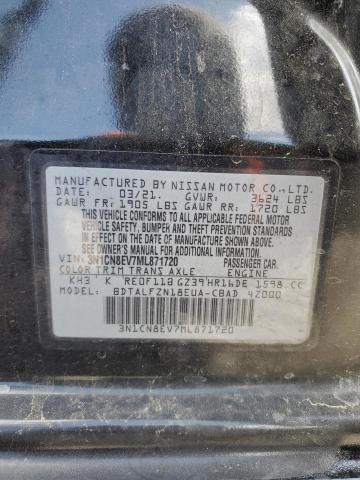 MANUFACTURED BY NISSAN MOTOR CO.,LTD.
DATE: 03/21. GVWR: 3624 LBS
GAWR FR: 1905 LBS GAWR RR: 1720 LBS
THIS VEHICLE CONFORMS TO ALL APPLICABLE FEDERAL MOTOR
VEHICLE SAFETY, BUMPER AND THEFT PREVENTION STANDARDS
IN EFFECT ON THE DATE OF MANUFACTURE SHOWN ABOVE.
SEE OWNER'S MANUAL. PASSENGER CAR.
VIN: 3N1CN8EV7ML871720
COLOR TRIM TRANS AXLE ENGINE
KH3 K RE0F11B GZ39 HR16DE 1598 CC
BDTALFZN18EUA-CBAD 4Z000
3N1CN8EV7ML871720